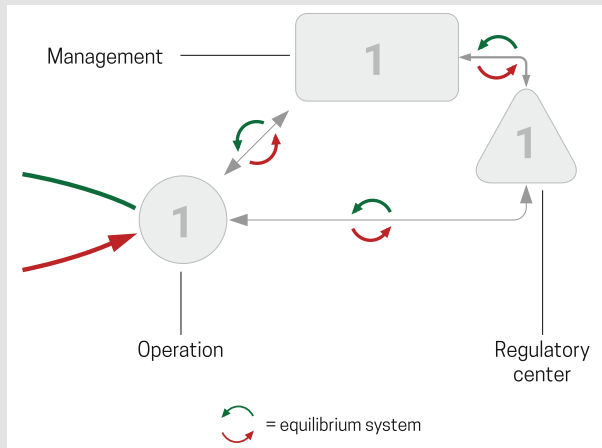 Management
1
1
1
Operation
Regulatory
center
= equilibrium system